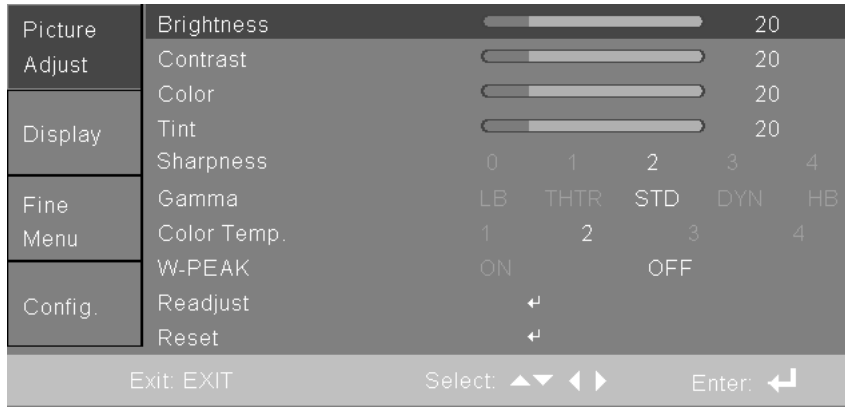 Picture
Adjust
Display
Fine
Menu
Config.
Brightness 20
Contrast 20
Color 20
Tint 20
Sharpness 0 1 2 3 4
Gamma LB THTR STD DYN HB
Color Temp. 1 2 3 4
W-PEAK ON OFF
Readjust
Reset
Exit: EXIT Select: Enter: